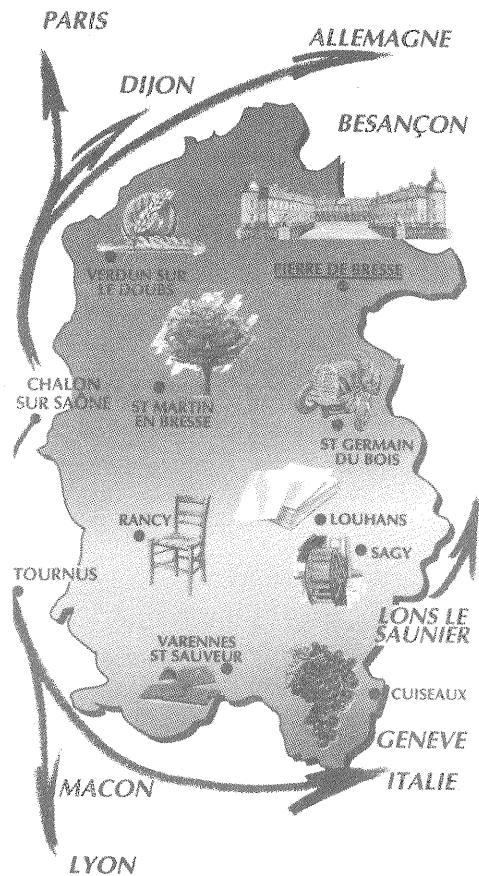 PARIS
ALLEMAGNE
DIJON
BESANÇON
VERDUN SUR
LE DOUBS
PIERRE DE BRESSE
CHALON
SUR SAÔNE
ST MARTIN
EN BRESSE
ST GERMAIN
DU BOIS
RANCY
LOUHANS
SAGY
TOURNUS
LONS LE
SAUNIER
VARENNES
ST SAUVEUR
CUISEAUX
GENEVE
ITALIE
MACON
LYON